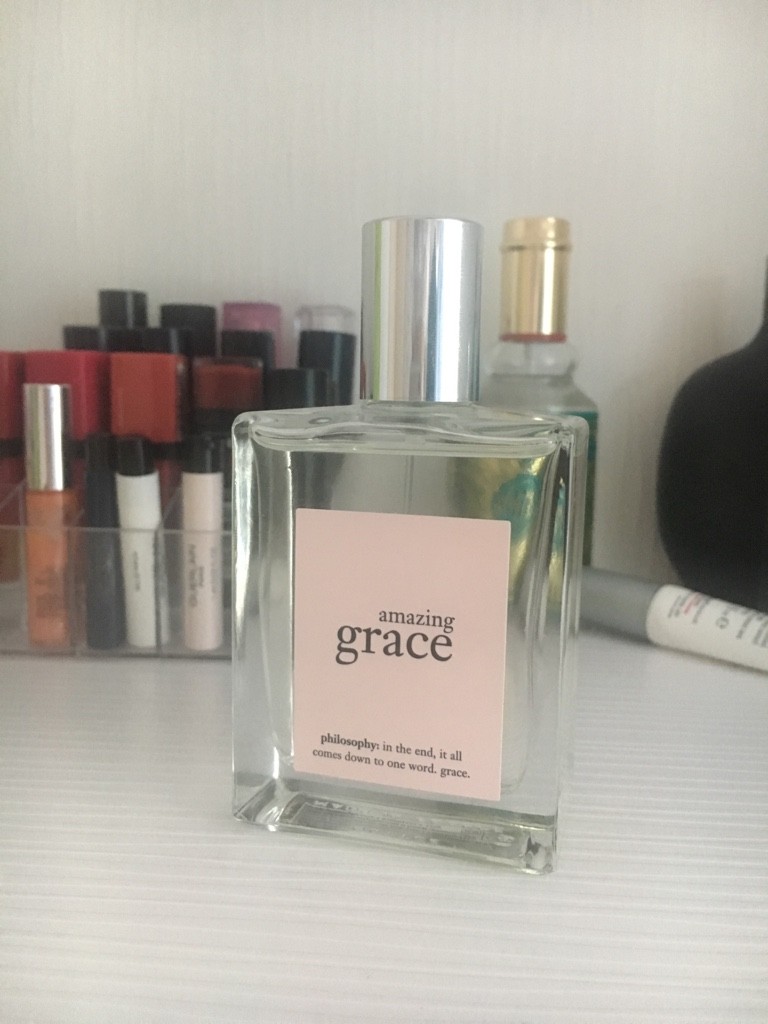 amazing
grace
philosophy: in the end, it all
comes down to one word. grace.